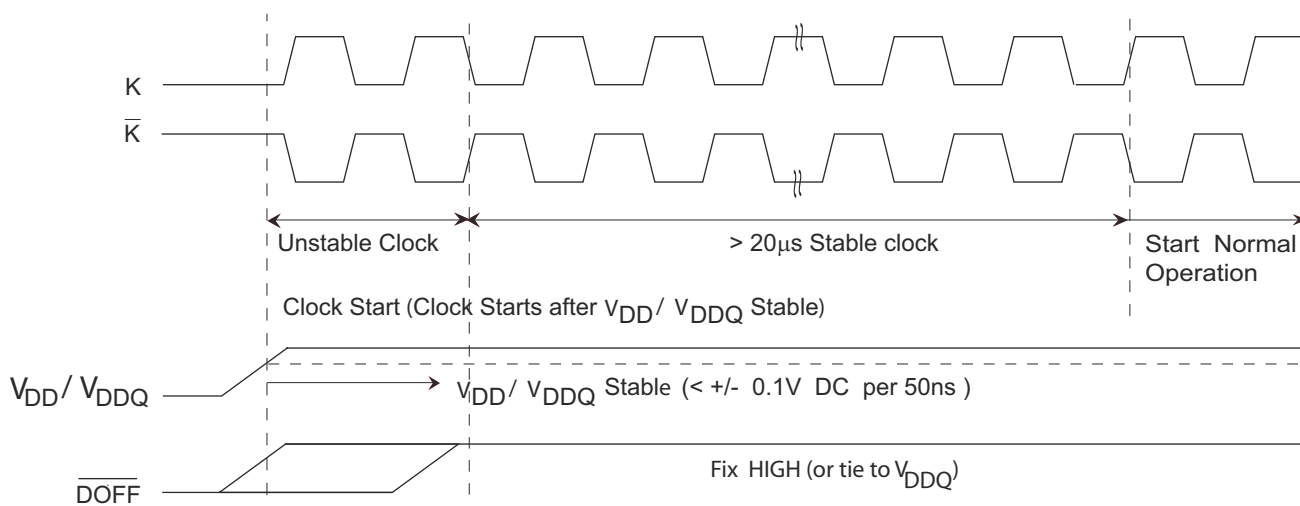 K
K̅
Unstable Clock
> 20μs Stable clock
Start Normal
Operation
Clock Start (Clock Starts after VDD/ VDDQ Stable)
VDD/ VDDQ
VDD/ VDDQ Stable (< +/- 0.1V DC per 50ns )
Fix HIGH (or tie to VDDQ)
D̅O̅F̅F̅